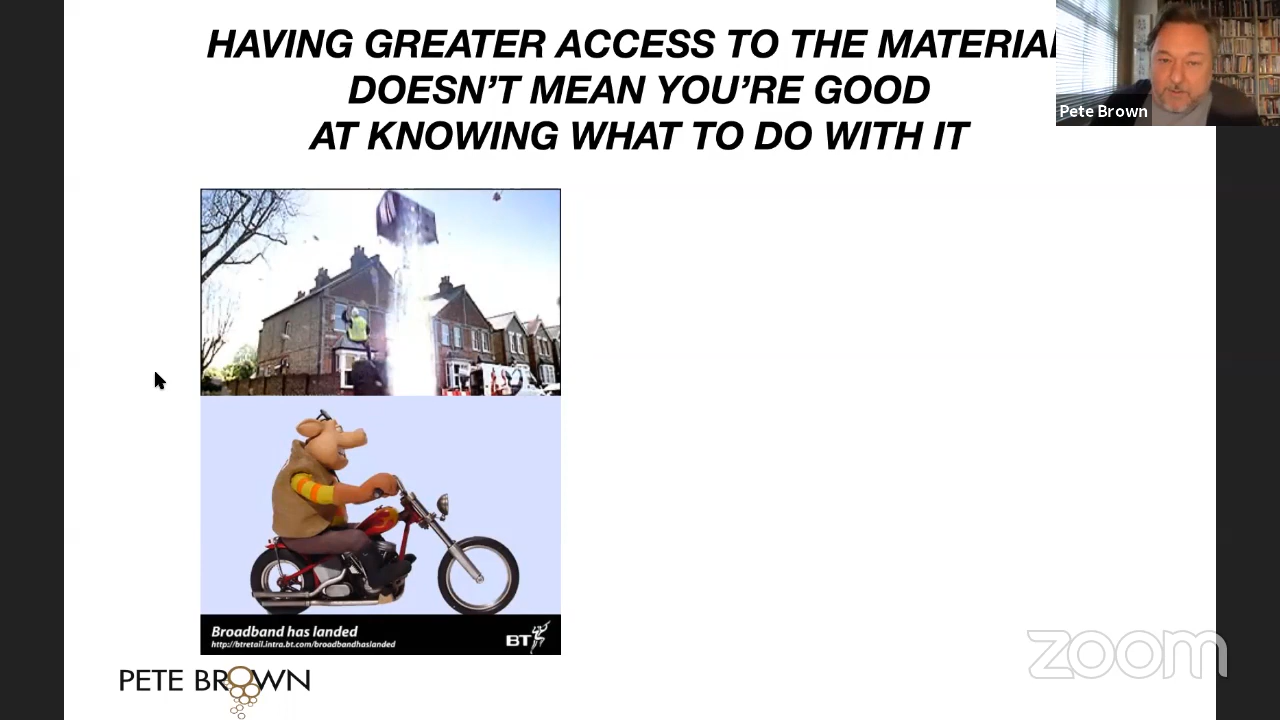 HAVING GREATER ACCESS TO THE MATERIAL
DOESN'T MEAN YOU'RE GOOD
AT KNOWING WHAT TO DO WITH IT
Pete Brown
Broadband has landed
http://btretail.intra.bt.com/broadbandhaslanded
BT
PETE BROWN
zoom